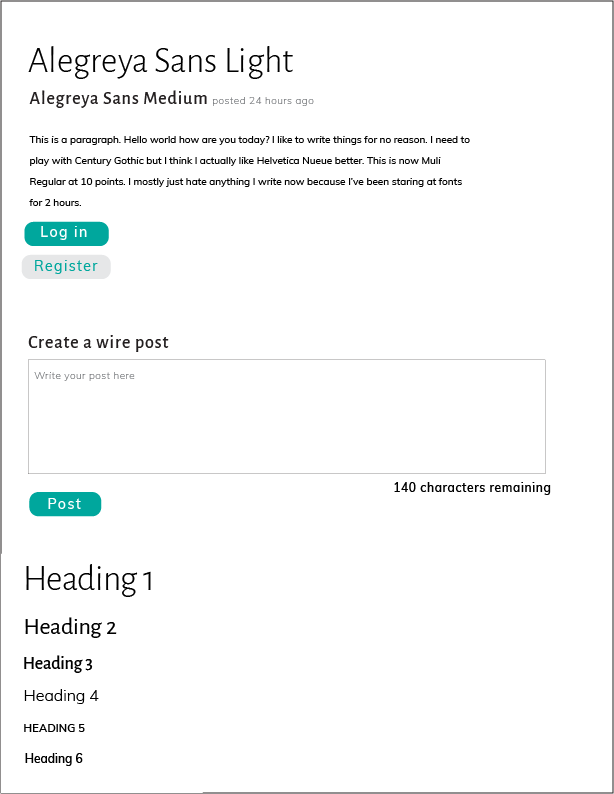 Alegreya Sans Light
Alegreya Sans Medium posted 24 hours ago
This is a paragraph. Hello world how are you today? I like to write things for no reason. I need to
play with Century Gothic but I think I actually like Helvetica Nueue better. This is now Muli
Regular at 10 points. I mostly just hate anything I write now because I've been staring at fonts
for 2 hours.
Log in
Register
Create a wire post
Write your post here
140 characters remaining
Post
Heading 1
Heading 2
Heading 3
Heading 4
HEADING 5
Heading 6